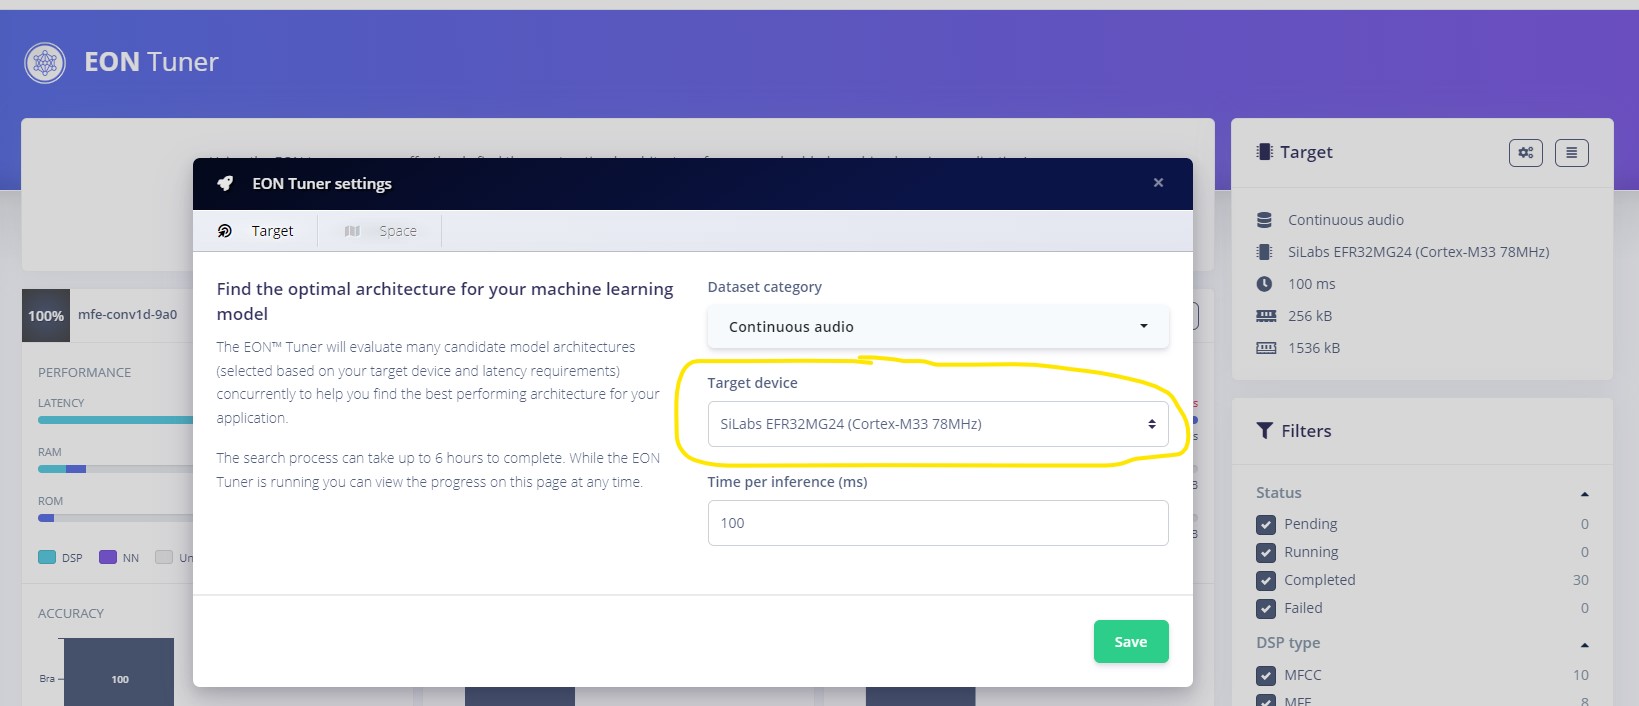 EON Tuner
EON Tuner settings
×
Target
Space
Find the optimal architecture for your machine learning
model
The EON™ Tuner will evaluate many candidate model architectures
(selected based on your target device and latency requirements)
concurrently to help you find the best performing architecture for your
application.
The search process can take up to 6 hours to complete. While the EON
Tuner is running you can view the progress on this page at any time.
Dataset category
Continuous audio
Target device
SiLabs EFR32MG24 (Cortex-M33 78MHz)
Time per inference (ms)
100
Save
100%
mfe-conv1d-9a0
PERFORMANCE
LATENCY
RAM
ROM
DSP
NN
Un
ACCURACY
Bra
100
Target
Continuous audio
SiLabs EFR32MG24 (Cortex-M33 78MHz)
100 ms
256 kB
1536 kB
Filters
Status
Pending 0
Running 0
Completed 30
Failed 0
DSP type
MFCC 10
MFE 8